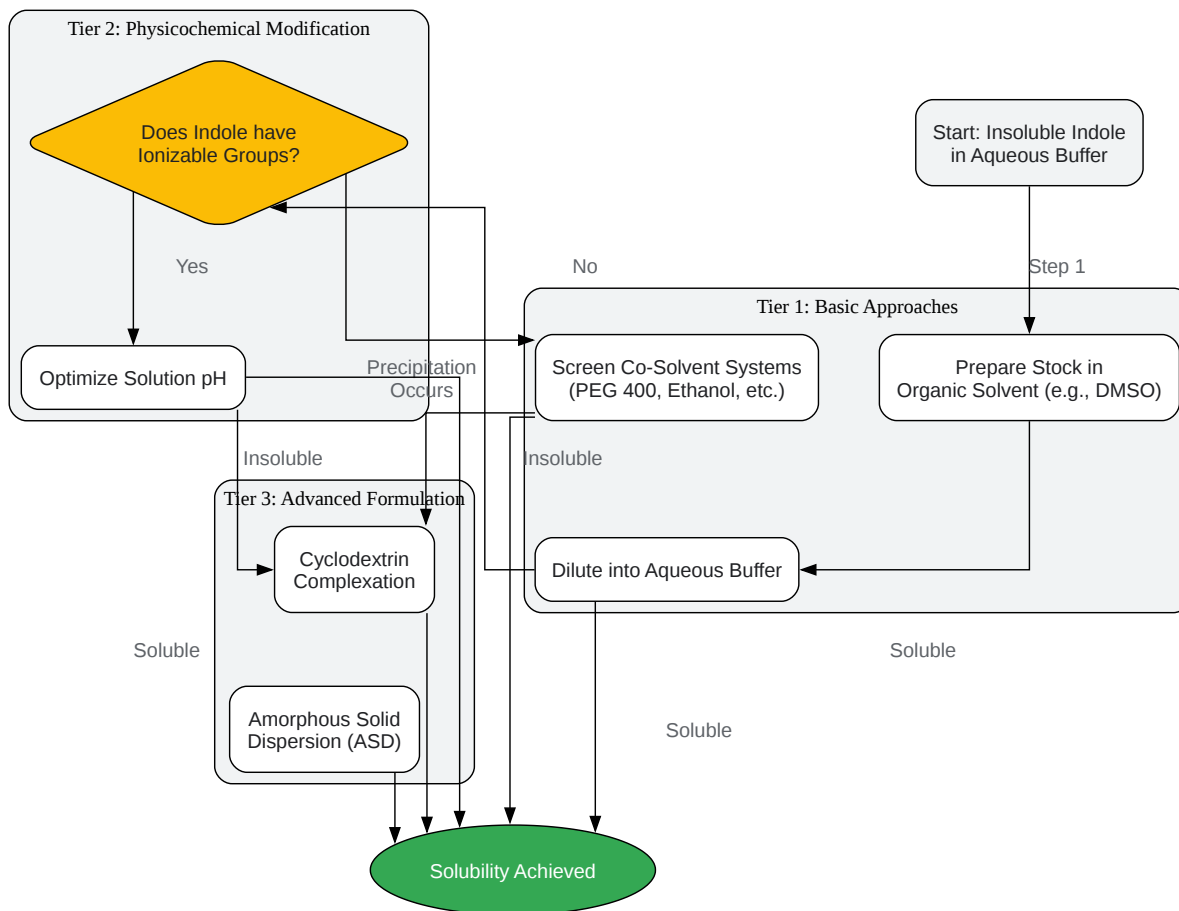 Tier 2: Physicochemical Modification
Does Indole have
Ionizable Groups?
Start: Insoluble Indole
in Aqueous Buffer
Yes
No
Step 1
Tier 1: Basic Approaches
Optimize Solution pH
Precipitation
Occurs
Screen Co-Solvent Systems
(PEG 400, Ethanol, etc.)
Prepare Stock in
Organic Solvent (e.g., DMSO)
Insoluble
Insoluble
Tier 3: Advanced Formulation
Cyclodextrin
Complexation
Dilute into Aqueous Buffer
Soluble
Soluble
Amorphous Solid
Dispersion (ASD)
Soluble
Solubility Achieved